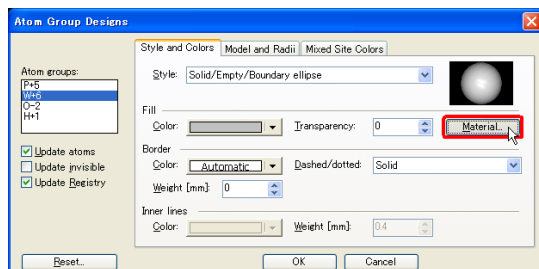 Atom Group Designs
Style and Colors Model and Radii Mixed Site Colors
Atom groups:
P+5
W+6
O-2
H+1
Style: Solid/Empty/Boundary ellipse
Fill
Color: Transparency: 0 Material...
Border
Color: Automatic Dashed/dotted: Solid
Weight [mm]: 0
Inner lines
Color: Weight [mm]: 0.4
Update atoms
Update invisible
Update Registry
Reset... OK Cancel